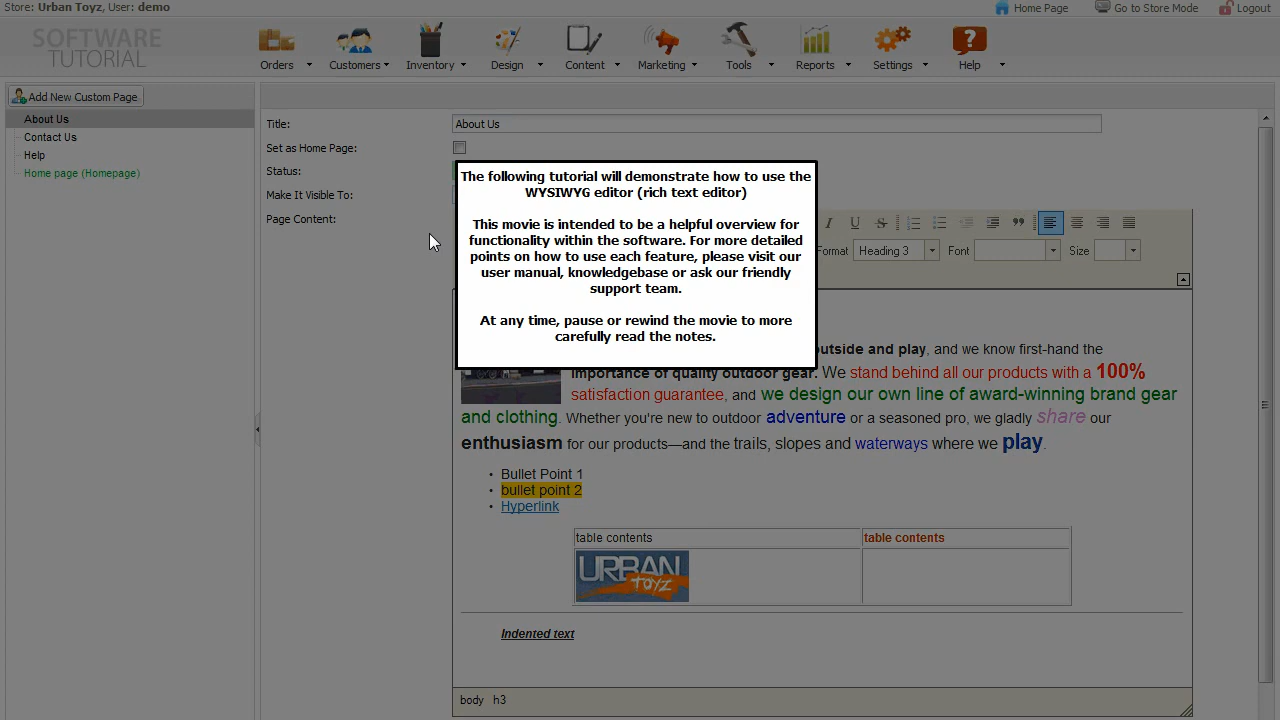 Store: Urban Toyz, User: demo
Home Page
Go to Store Mode
Logout
SOFTWARE
TUTORIAL
Orders
Customers
Inventory
Design
Content
Marketing
Tools
Reports
Settings
Help
Add New Custom Page
About Us
Contact Us
Help
Home page (Homepage)
Title:
About Us
Set as Home Page:
Status:
Make It Visible To:
Page Content:
The following tutorial will demonstrate how to use the
WYSIWYG editor (rich text editor)
This movie is intended to be a helpful overview for
functionality within the software. For more detailed
points on how to use each feature, please visit our
user manual, knowledgebase or ask our friendly
support team.
At any time, pause or rewind the movie to more
carefully read the notes.
I U S
Format Heading 3 Font Size
outside and play, and we know first-hand the
importance of quality outdoor gear. We stand behind all our products with a 100%
satisfaction guarantee, and we design our own line of award-winning brand gear
and clothing. Whether you're new to outdoor adventure or a seasoned pro, we gladly share our
enthusiasm for our products—and the trails, slopes and waterways where we play.
• Bullet Point 1
• bullet point 2
• Hyperlink
table contents
table contents
URBAN
TOYZ
Indented text
body h3